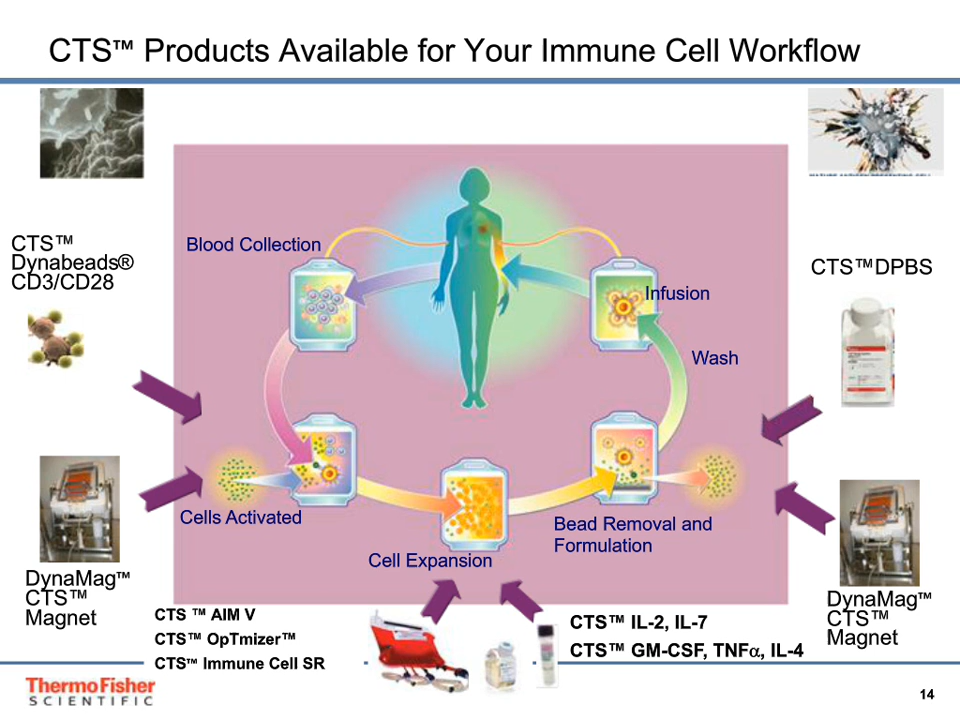 CTS™ Products Available for Your Immune Cell Workflow
CTS™
Dynabeads®
CD3/CD28
Blood Collection
Infusion
Wash
CTS™DPBS
Cells Activated
Cell Expansion
Bead Removal and
Formulation
DynaMag™
CTS™
Magnet
DynaMag™
CTS™
Magnet
CTS ™ AIM V
CTS™ OpTmizer™
CTS™ Immune Cell SR
CTS™ IL-2, IL-7
CTS™ GM-CSF, TNFα, IL-4
ThermoFisher
SCIENTIFIC
14